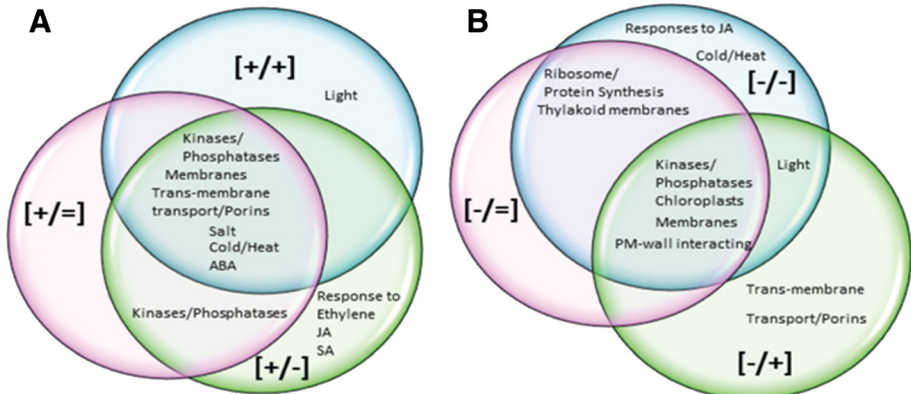 A
[+/+]
Light
Kinases/
Phosphatases
Membranes
Trans-membrane
transport/Porins
Salt
Cold/Heat
ABA
[+/=]
Kinases/Phosphatases
Response to
Ethylene
JA
SA
[+/-]
B
Responses to JA
Cold/Heat
[-/-]
Ribosome/
Protein Synthesis
Thylakoid membranes
Kinases/
Phosphatases
Chloroplasts
Membranes
PM-wall interacting
Light
[-/=]
Trans-membrane
Transport/Porins
[-/+]